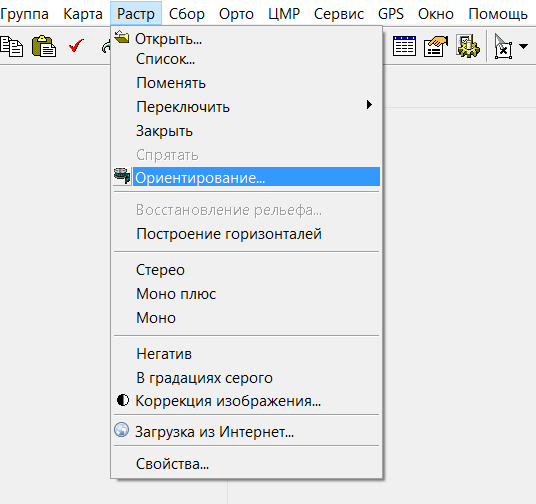 Группа Карта Растр Сбор Орто ЦМР Сервис GPS Окно Помощь
Открыть...
Список...
Поменять
Переключить
Закрыть
Спрятать
Ориентирование...
Восстановление рельефа...
Построение горизонталей
Стерео
Моно плюс
Моно
Негатив
В градациях серого
Коррекция изображения...
Загрузка из Интернет...
Свойства...